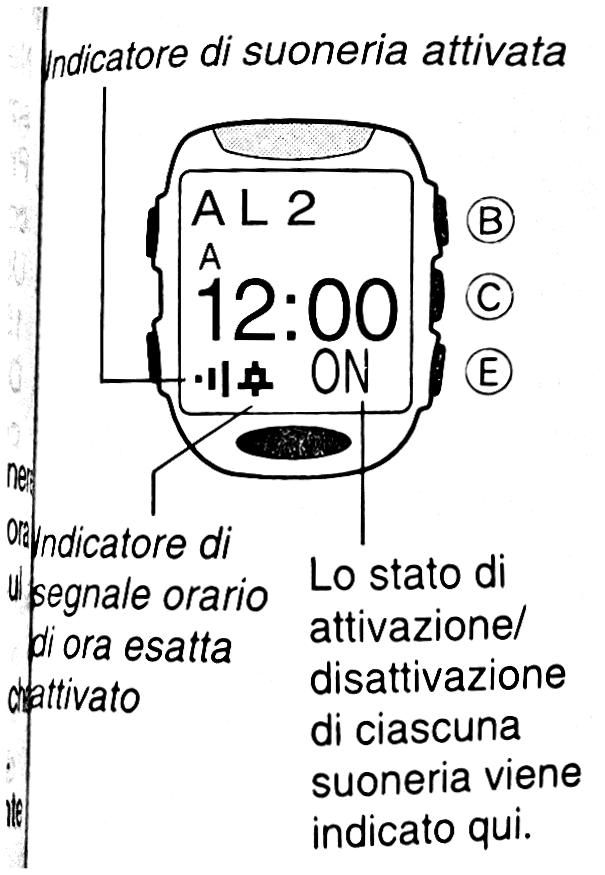 Indicatore di suoneria attivata
AL 2
A
12:00
ON
B
C
E
Indicatore di
segnale orario
di ora esatta
attivato
Lo stato di
attivazione/
disattivazione
di ciascuna
suoneria viene
indicato qui.